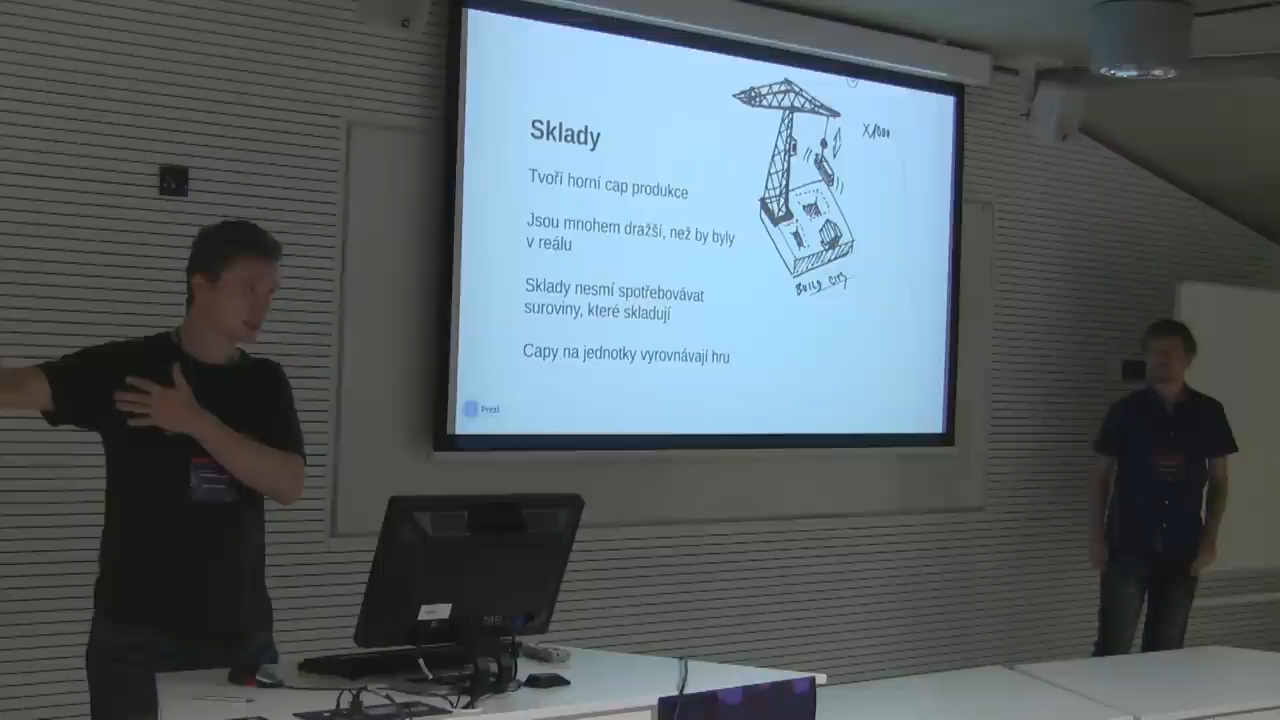 Sklady
Tvoří horní cap produkce
Jsou mnohem dražší, než by byly
v reálu
Sklady nesmí spotřebovávat
suroviny, které skladují
Capy na jednotky vyrovnávají hru
X1000
BUILD CITY
Prezi